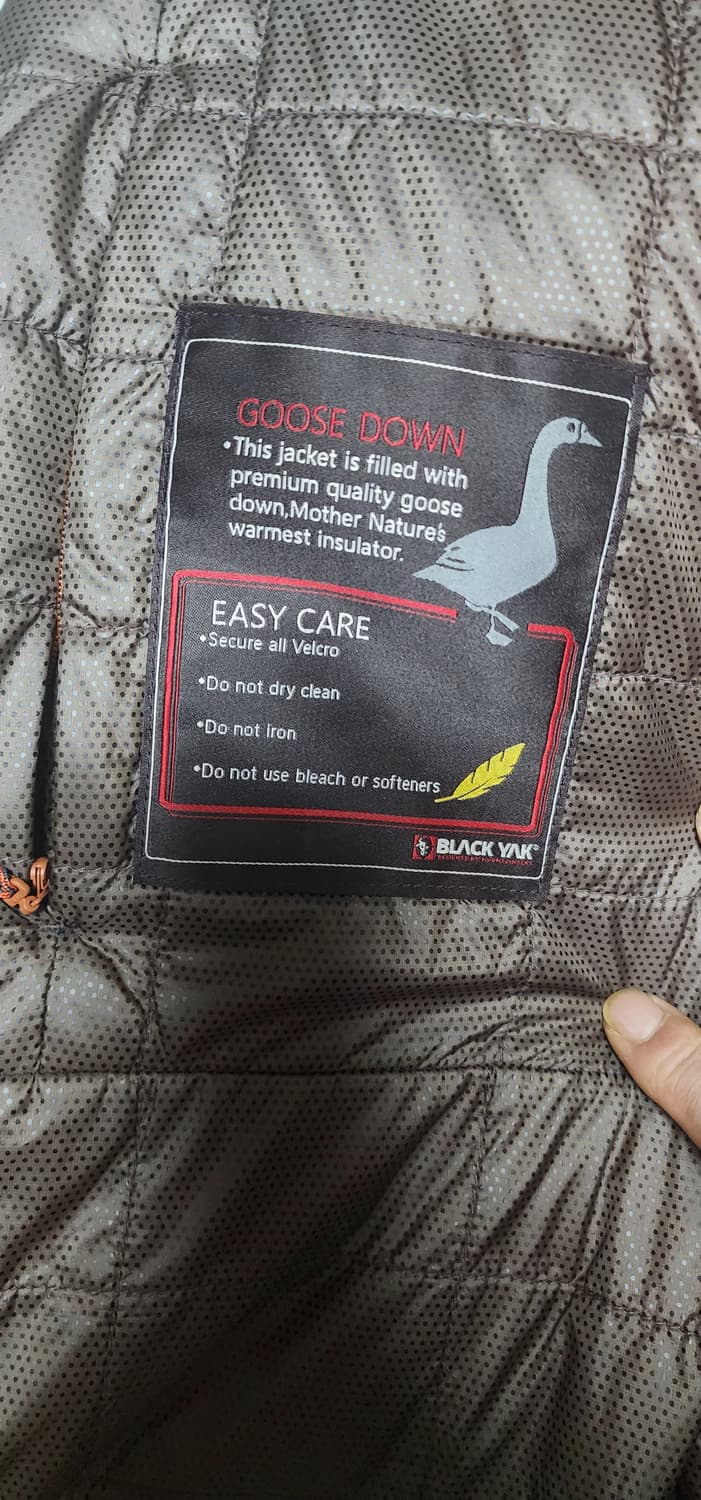 GOOSE DOWN
•This jacket is filled with
premium quality goose
down,Mother Nature's
warmest insulator.
EASY CARE
•Secure all Velcro
•Do not dry clean
•Do not iron
•Do not use bleach or softeners
BLACK YAK®